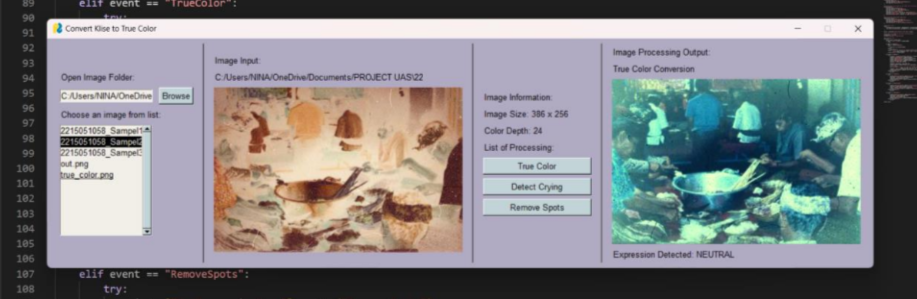 89 elif event == "TrueColor":
90 try:
91
Convert Klise to True Color
92
93
94
95
96
97
98
99
100
101
102
103
104
105
106
Open Image Folder:
C:/Users/NINA/OneDrive
Browse
Choose an image from list:
2215051058_Sampel1
2215051058_Sampel2
2215051058_Sampel3
out.png
true_color.png
Image Input:
C:/Users/NINA/OneDrive/Documents/PROJECT UAS\22
Image Information:
Image Size: 386 x 256
Color Depth: 24
List of Processing:
True Color
Detect Crying
Remove Spots
Image Processing Output:
True Color Conversion
Expression Detected: NEUTRAL
107 elif event == "RemoveSpots":
108 try: